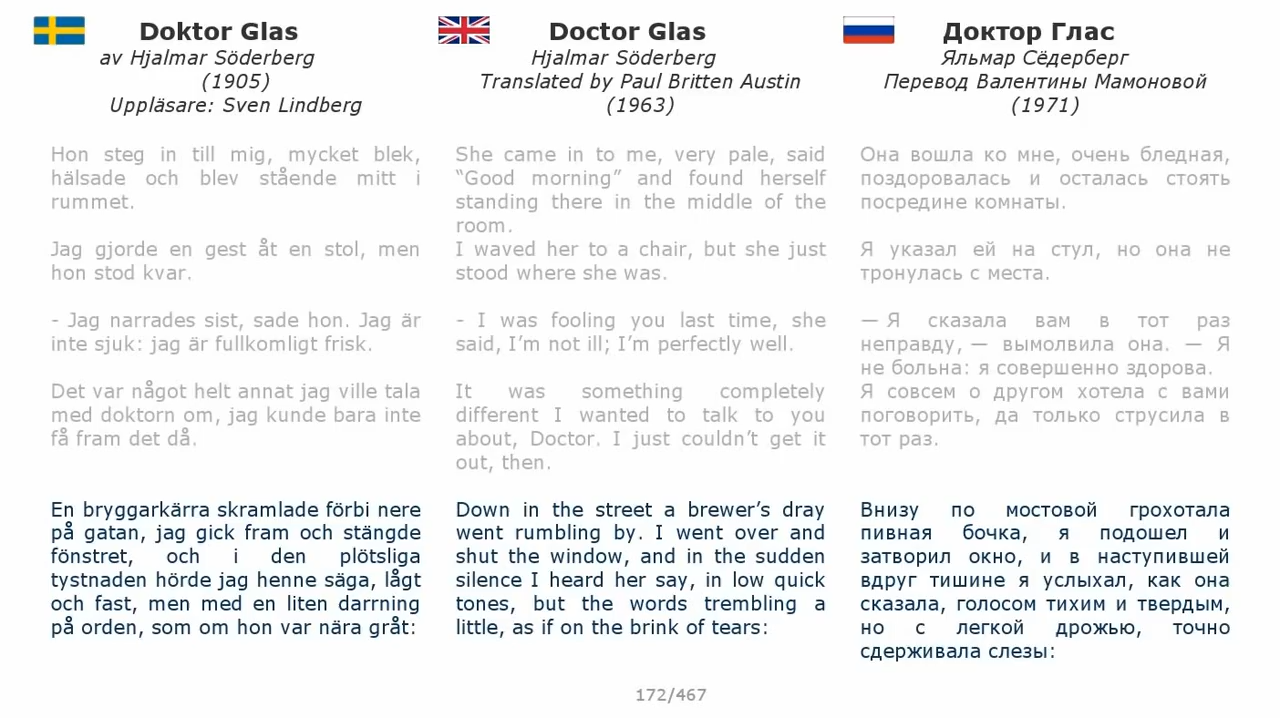 Doktor Glas
av Hjalmar Söderberg
(1905)
Uppläsare: Sven Lindberg
Hon steg in till mig, mycket blek,
hälsade och blev stående mitt i
rummet.
Jag gjorde en gest åt en stol, men
hon stod kvar.
- Jag narrades sist, sade hon. Jag är
inte sjuk: jag är fullkomligt frisk.
Det var något helt annat jag ville tala
med doktorn om, jag kunde bara inte
få fram det då.
En bryggarkärra skramlade förbi nere
på gatan, jag gick fram och stängde
fönstret, och i den plötsliga
tystnaden hörde jag henne säga, lågt
och fast, men med en liten darrning
på orden, som om hon var nära gråt:
Doctor Glas
Hjalmar Söderberg
Translated by Paul Britten Austin
(1963)
She came in to me, very pale, said
“Good morning” and found herself
standing there in the middle of the
room.
I waved her to a chair, but she just
stood where she was.
- I was fooling you last time, she
said, I’m not ill; I’m perfectly well.
It was something completely
different I wanted to talk to you
about, Doctor. I just couldn’t get it
out, then.
Down in the street a brewer’s dray
went rumbling by. I went over and
shut the window, and in the sudden
silence I heard her say, in low quick
tones, but the words trembling a
little, as if on the brink of tears:
Доктор Глас
Яльмар Сёдерберг
Перевод Валентины Мамоновой
(1971)
Она вошла ко мне, очень бледная,
поздоровалась и осталась стоять
посредине комнаты.
Я указал ей на стул, но она не
тронулась с места.
— Я сказала вам в тот раз
неправду, — вымолвила она. — Я
не больна: я совершенно здорова.
Я совсем о другом хотела с вами
поговорить, да только струсила в
тот раз.
Внизу по мостовой грохотала
пивная бочка, я подошел и
затворил окно, и в наступившей
вдруг тишине я услыхал, как она
сказала, голосом тихим и твердым,
но с легкой дрожью, точно
сдерживала слезы:
172/467